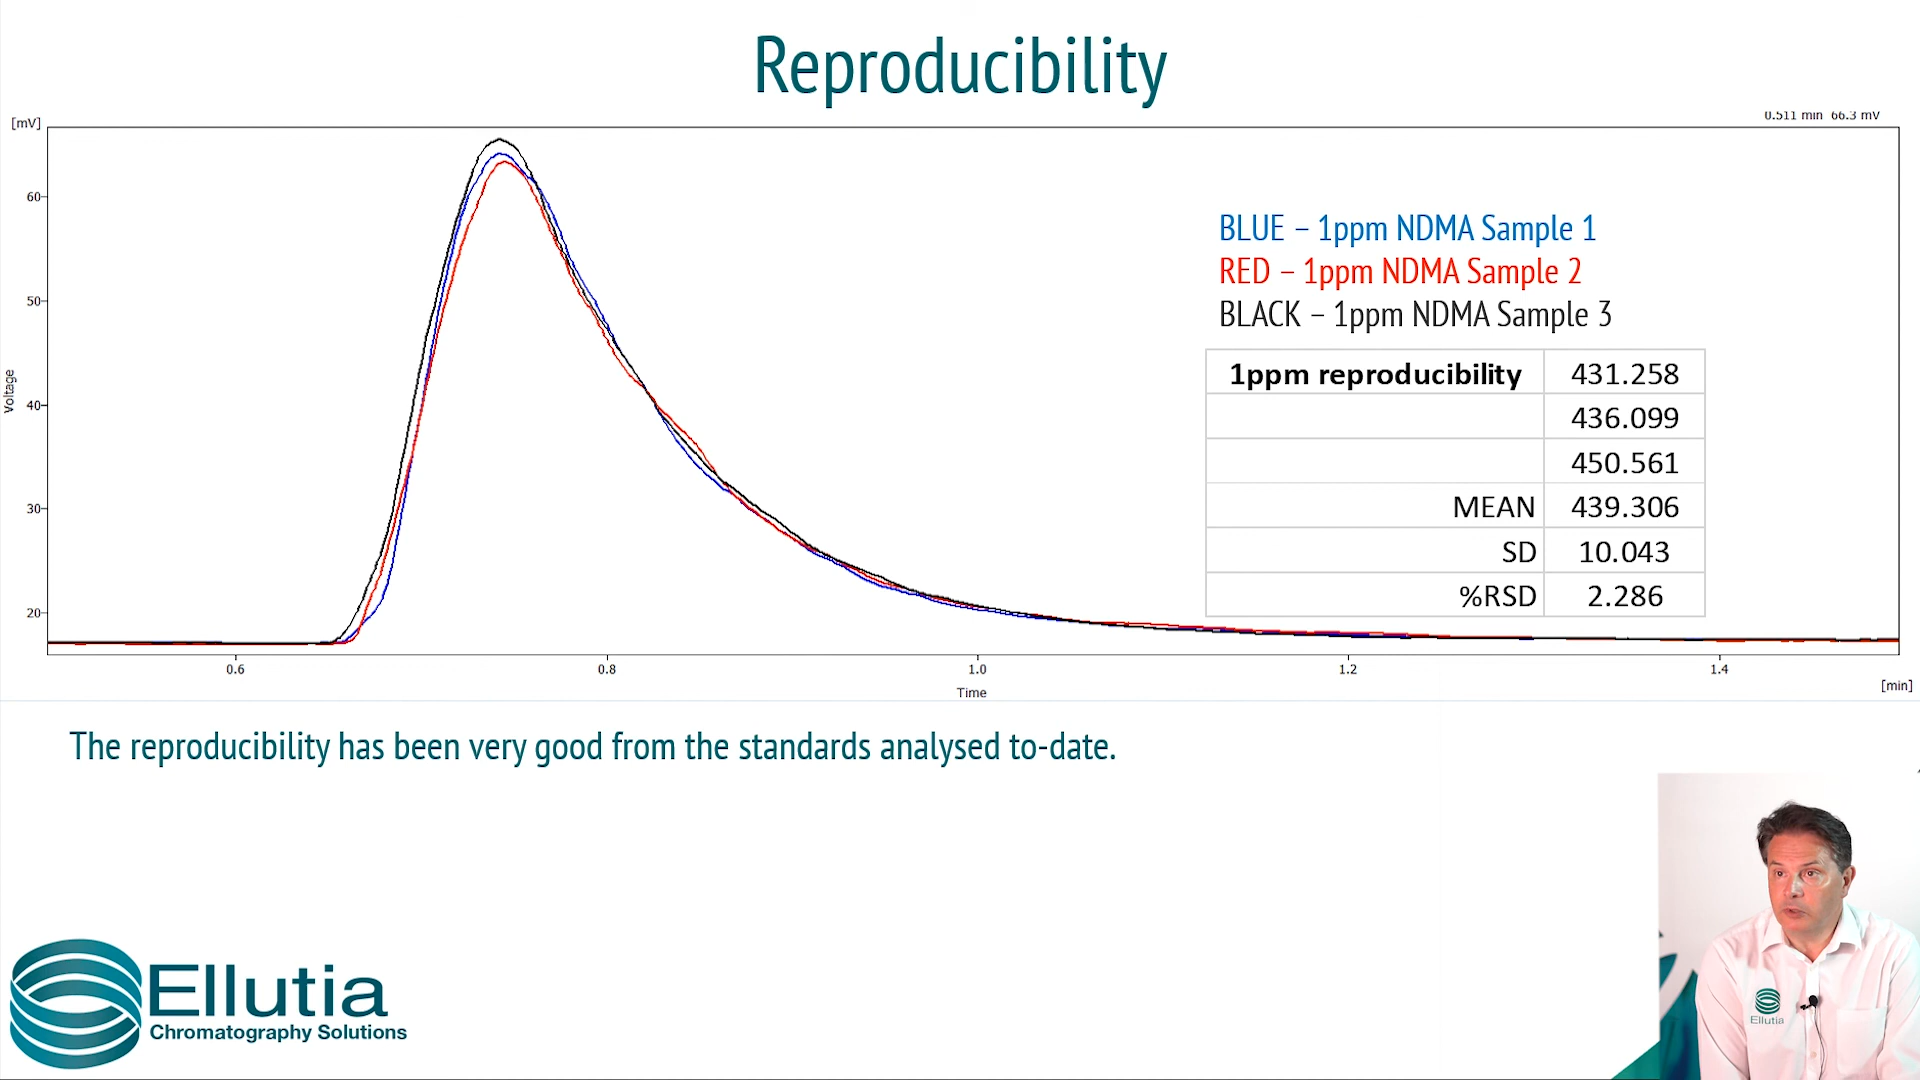 Reproducibility
[mV]
0.511 min 66.3 mV
60
50
40
30
20
Voltage
BLUE – 1ppm NDMA Sample 1
RED – 1ppm NDMA Sample 2
BLACK – 1ppm NDMA Sample 3
1ppm reproducibility 431.258
436.099
450.561
MEAN 439.306
SD 10.043
%RSD 2.286
0.6 0.8 1.0 1.2 1.4
Time
[min]
The reproducibility has been very good from the standards analysed to-date.
Ellutia
Chromatography Solutions
Ellutia